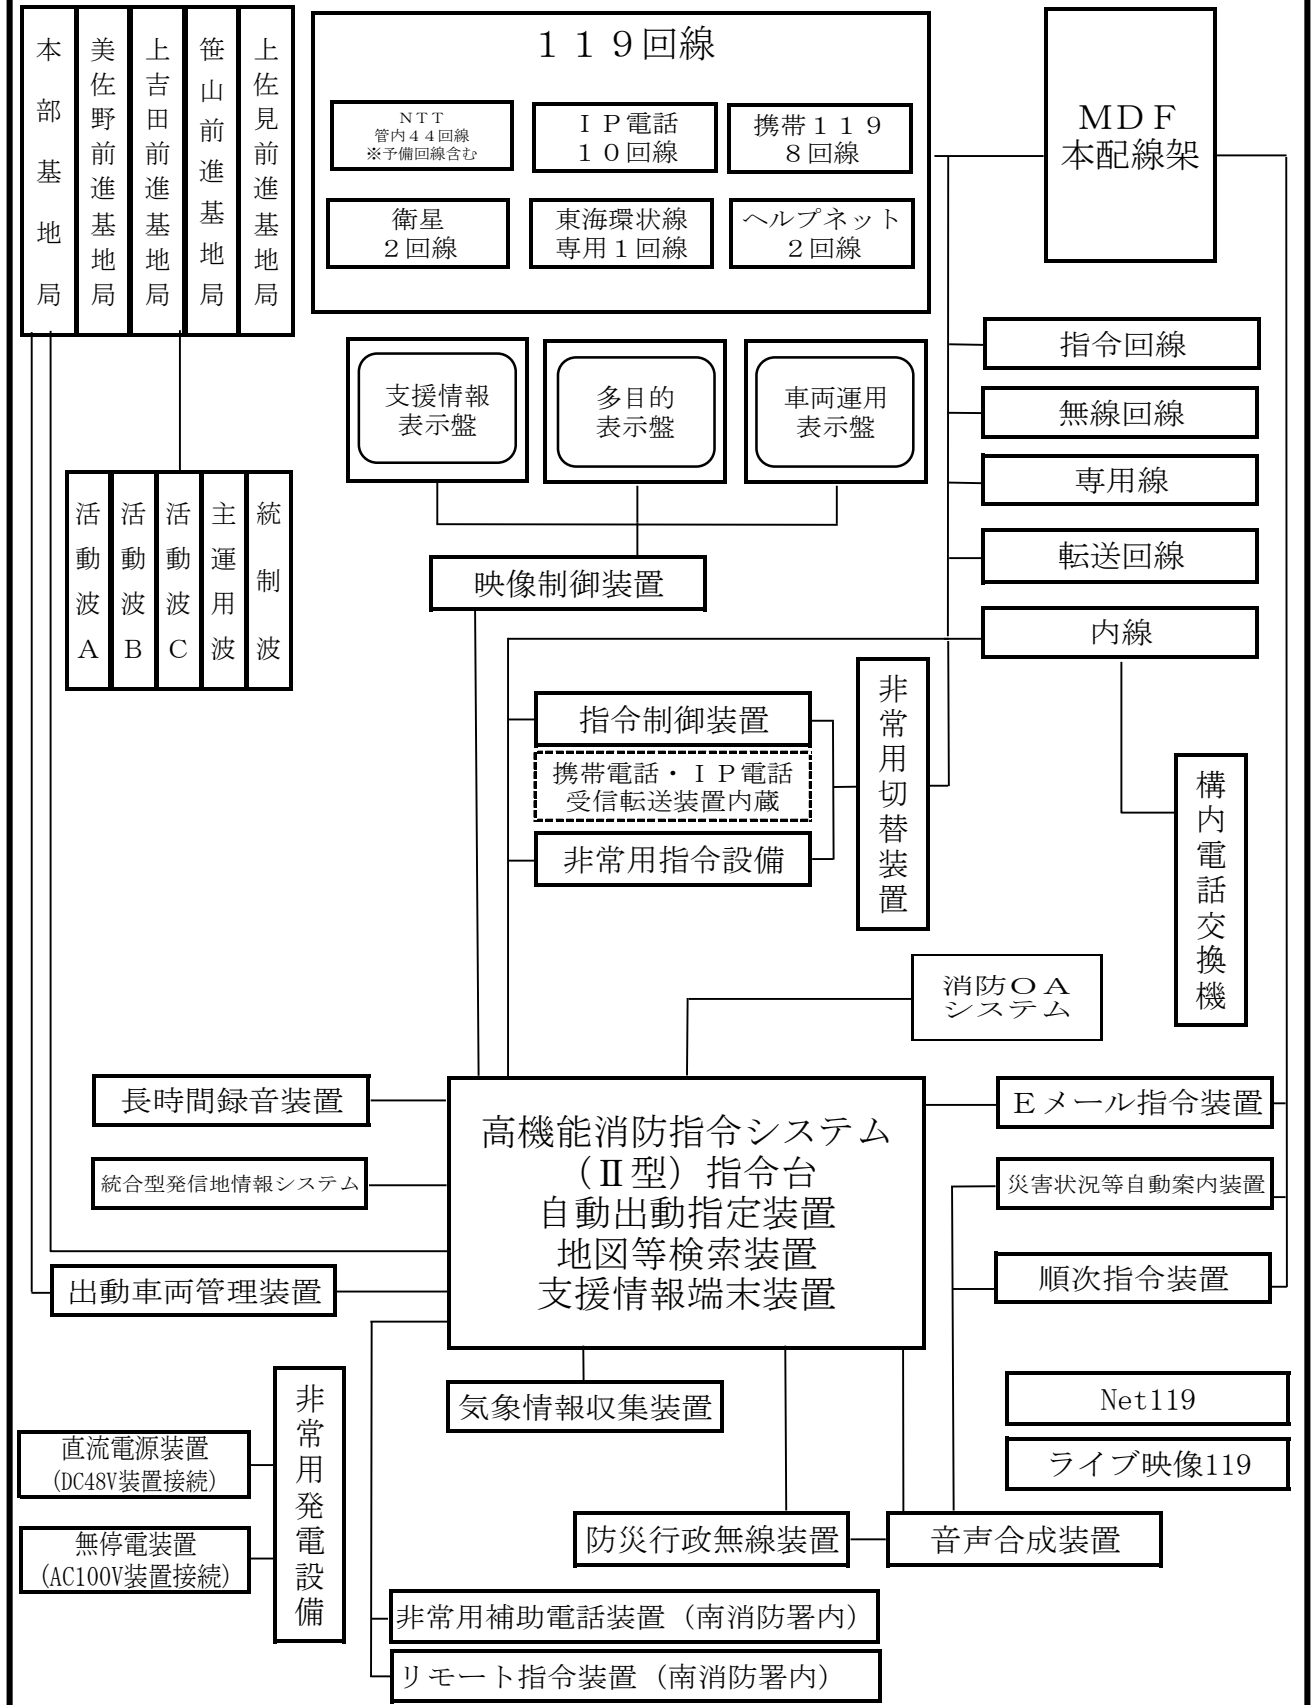 本部基地局
美佐野前進基地局
上吉田前進基地局
笹山前進基地局
上佐見前進基地局
１１９回線
ＮＴＴ
管内４４回線
※予備回線含む
ＩＰ電話
１０回線
携帯１１９
８回線
衛星
２回線
東海環状線
専用１回線
ヘルプネット
２回線
ＭＤＦ
本配線架
指令回線
無線回線
専用線
転送回線
内線
支援情報
表示盤
多目的
表示盤
車両運用
表示盤
映像制御装置
活動波Ａ
活動波Ｂ
活動波Ｃ
主運用波
統制波
指令制御装置
携帯電話・ＩＰ電話
受信転送装置内蔵
非常用指令設備
非常用切替装置
構内電話交換機
消防ＯＡ
システム
長時間録音装置
統合型発信地情報システム
出動車両管理装置
高機能消防指令システム
（Ⅱ型）指令台
自動出動指定装置
地図等検索装置
支援情報端末装置
Ｅメール指令装置
災害状況等自動案内装置
順次指令装置
気象情報収集装置
Net119
ライブ映像119
非常用発電設備
直流電源装置
(DC48V装置接続)
無停電装置
(AC100V装置接続)
防災行政無線装置
音声合成装置
非常用補助電話装置（南消防署内）
リモート指令装置（南消防署内）